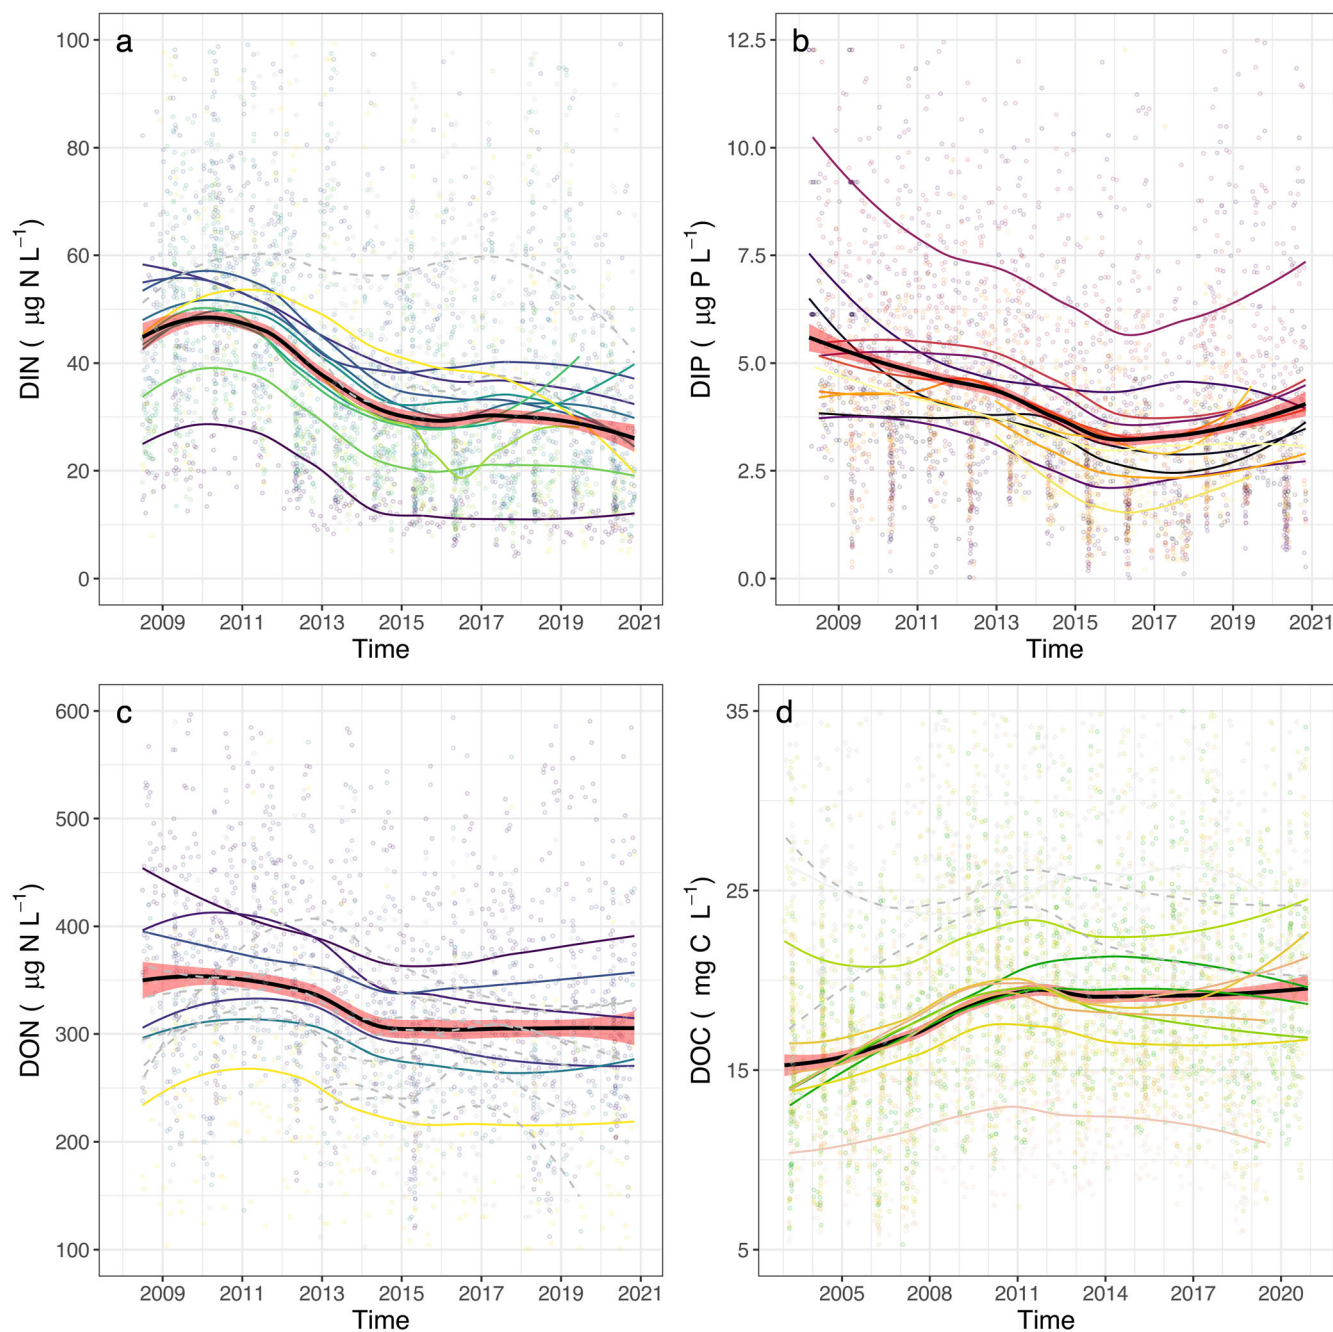 a
100
80
60
40
20
0
DIN ( μg N L⁻¹)
2009 2011 2013 2015 2017 2019 2021
Time
b
12.5
10.0
7.5
5.0
2.5
0.0
DIP ( μg P L⁻¹)
2009 2011 2013 2015 2017 2019 2021
Time
c
600
500
400
300
200
100
DON ( μg N L⁻¹)
2009 2011 2013 2015 2017 2019 2021
Time
d
35
25
15
5
DOC ( mg C L⁻¹)
2005 2008 2011 2014 2017 2020
Time